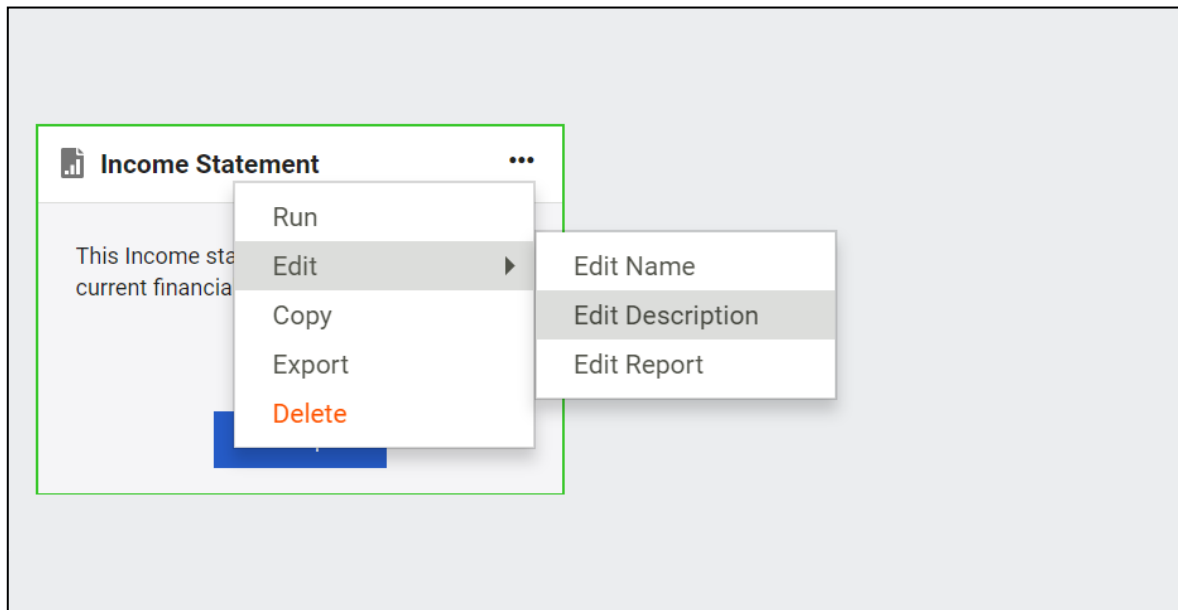 Income Statement
Run
This Income sta
current financia
Edit
Edit Name
Copy
Edit Description
Export
Edit Report
Delete